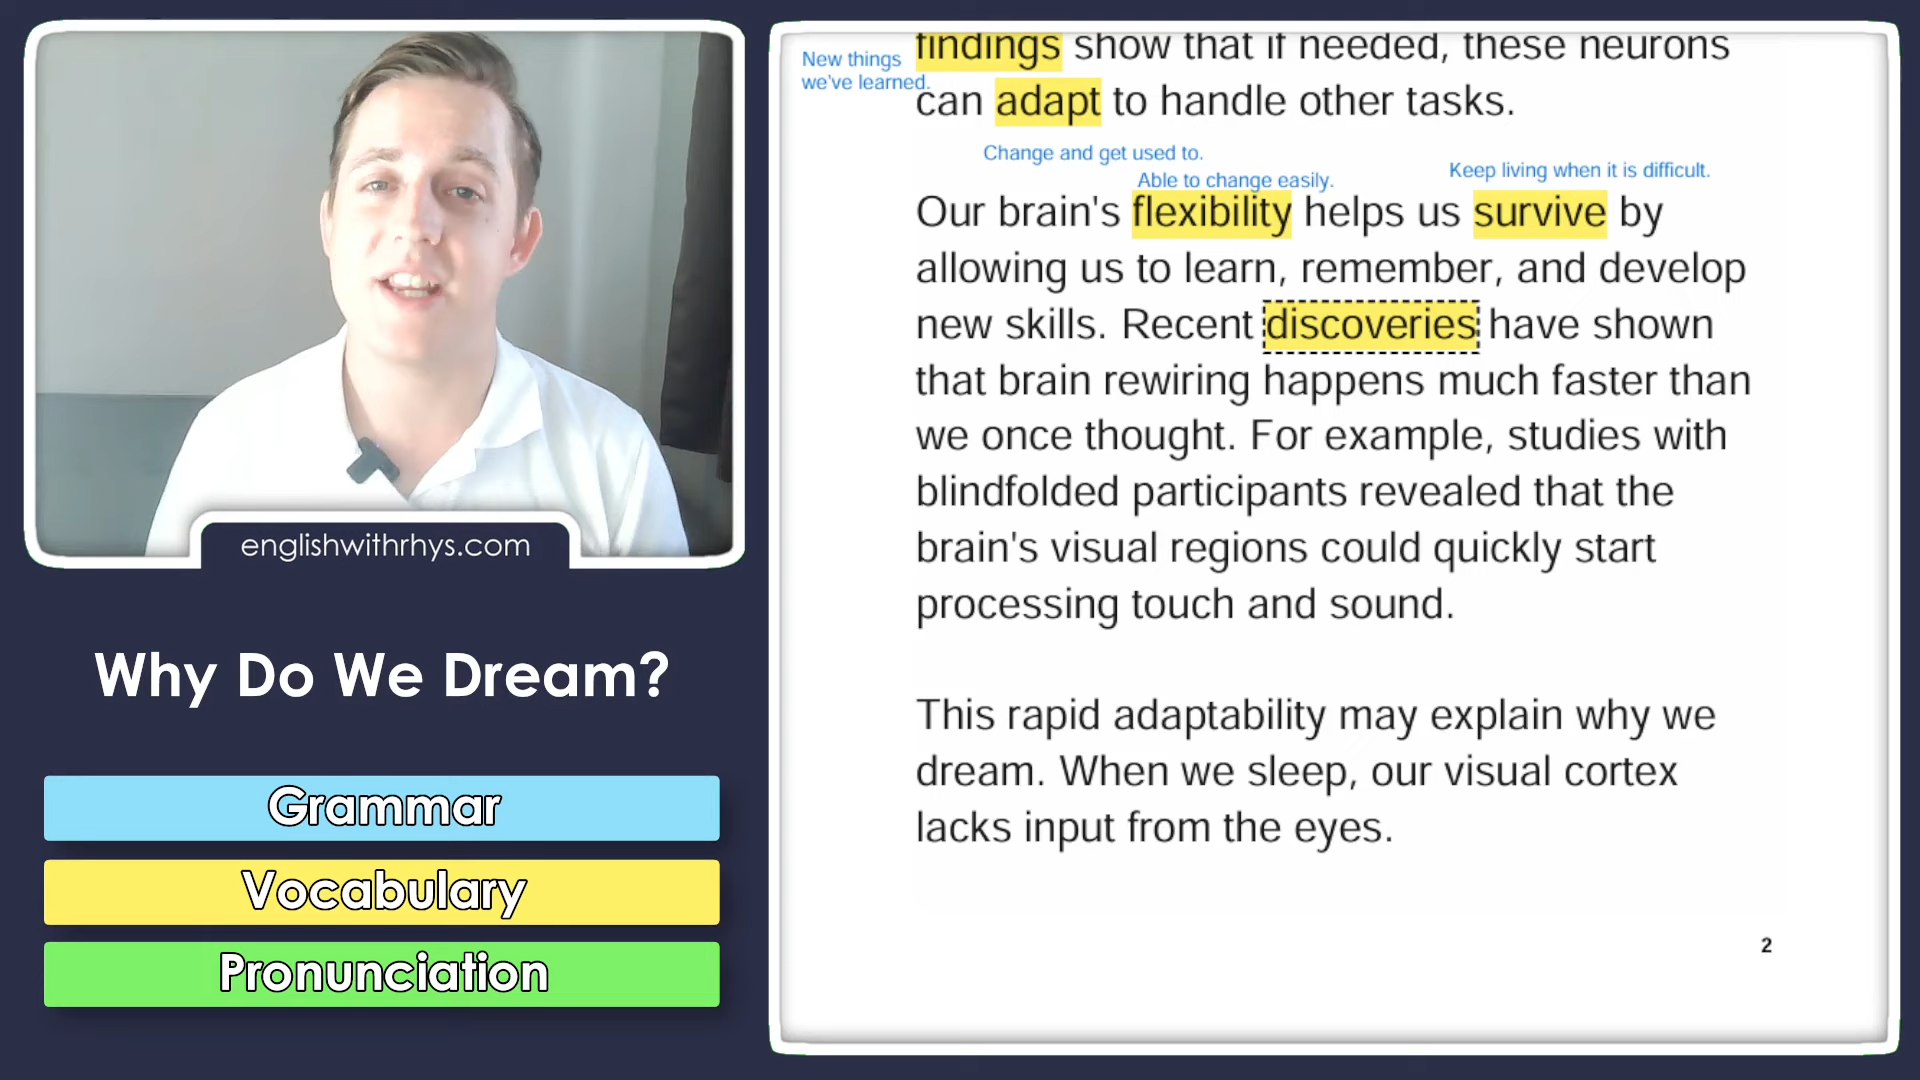 englishwithrhys.com
Why Do We Dream?
Grammar
Vocabulary
Pronunciation
New things
we've learned.
findings show that if needed, these neurons
can adapt to handle other tasks.
Change and get used to.
Able to change easily.
Keep living when it is difficult.
Our brain's flexibility helps us survive by
allowing us to learn, remember, and develop
new skills. Recent discoveries have shown
that brain rewiring happens much faster than
we once thought. For example, studies with
blindfolded participants revealed that the
brain's visual regions could quickly start
processing touch and sound.
This rapid adaptability may explain why we
dream. When we sleep, our visual cortex
lacks input from the eyes.
2